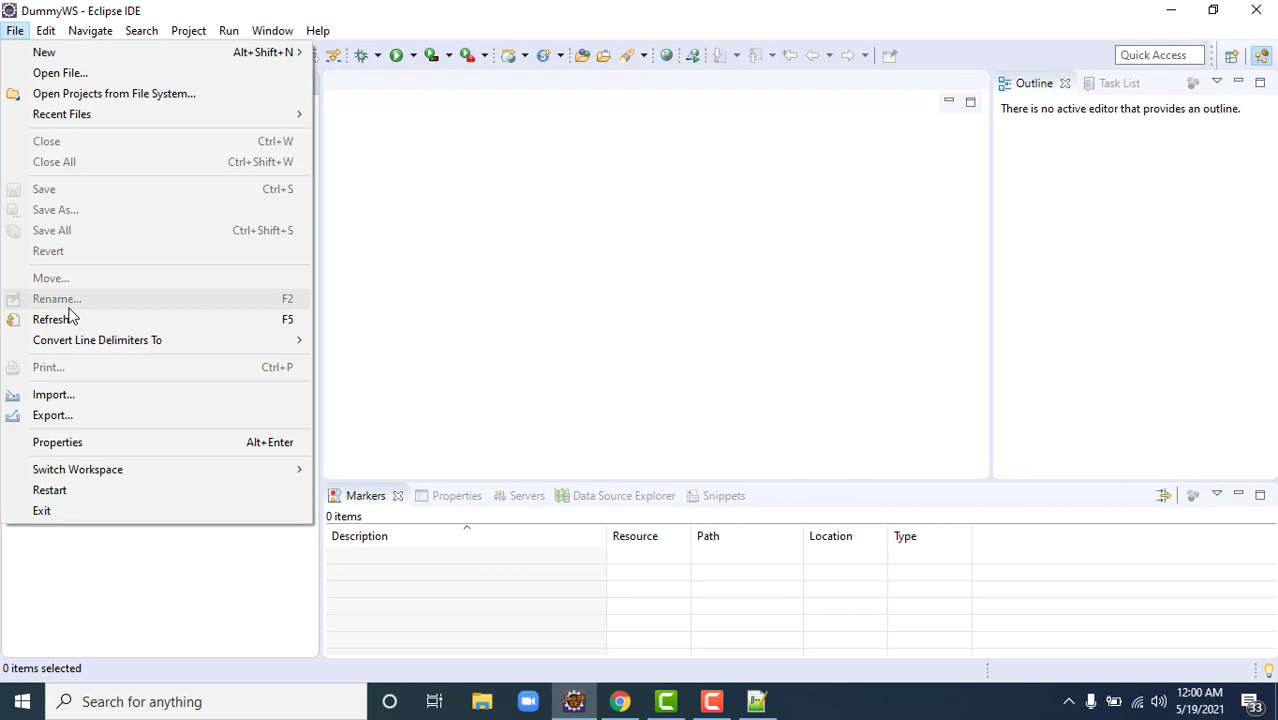 DummyWS - Eclipse IDE
File Edit Navigate Search Project Run Window Help
Quick Access
New Alt+Shift+N
Open File...
Open Projects from File System...
Recent Files
Close Ctrl+W
Close All Ctrl+Shift+W
Save Ctrl+S
Save As...
Save All Ctrl+Shift+S
Revert
Move...
Rename... F2
Refresh F5
Convert Line Delimiters To
Print... Ctrl+P
Import...
Export...
Properties Alt+Enter
Switch Workspace
Restart
Exit
Outline Task List
There is no active editor that provides an outline.
Markers Properties Servers Data Source Explorer Snippets
0 items
Description Resource Path Location Type
0 items selected
Search for anything
12:00 AM
5/19/2021
33